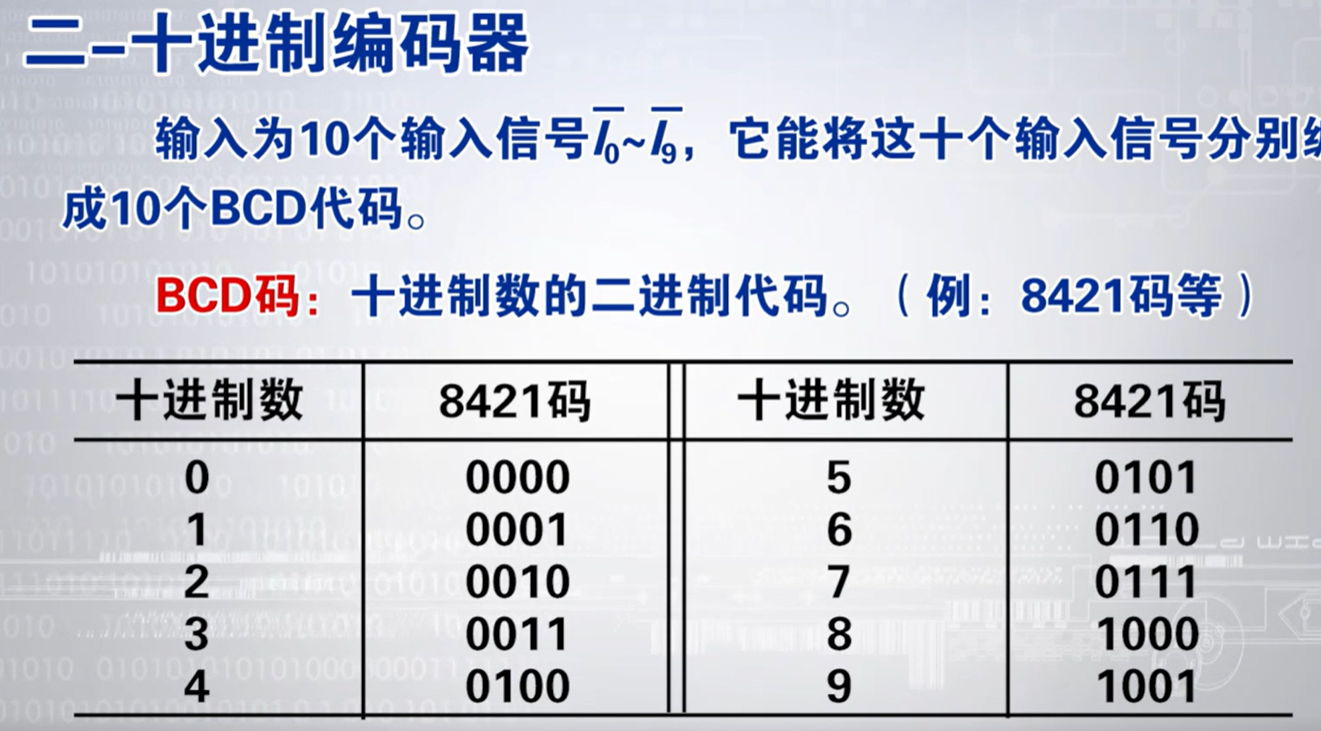 二-十进制编码器
输入为10个输入信号I̅₀~I̅₉，它能将这十个输入信号分别编
成10个BCD代码。
BCD码：十进制数的二进制代码。（例：8421码等）
十进制数 8421码 十进制数 8421码
0 0000 5 0101
1 0001 6 0110
2 0010 7 0111
3 0011 8 1000
4 0100 9 1001